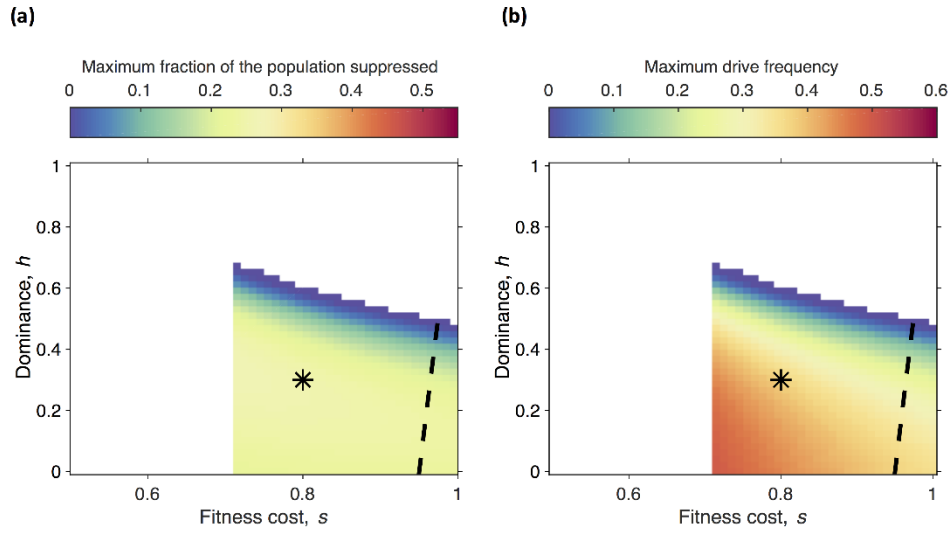 (a)
Maximum fraction of the population suppressed
0 0.1 0.2 0.3 0.4 0.5
Dominance, h
1
0.8
0.6
0.4
0.2
0
0.6 0.8 1
Fitness cost, s
(b)
Maximum drive frequency
0 0.1 0.2 0.3 0.4 0.5 0.6
Dominance, h
1
0.8
0.6
0.4
0.2
0
0.6 0.8 1
Fitness cost, s